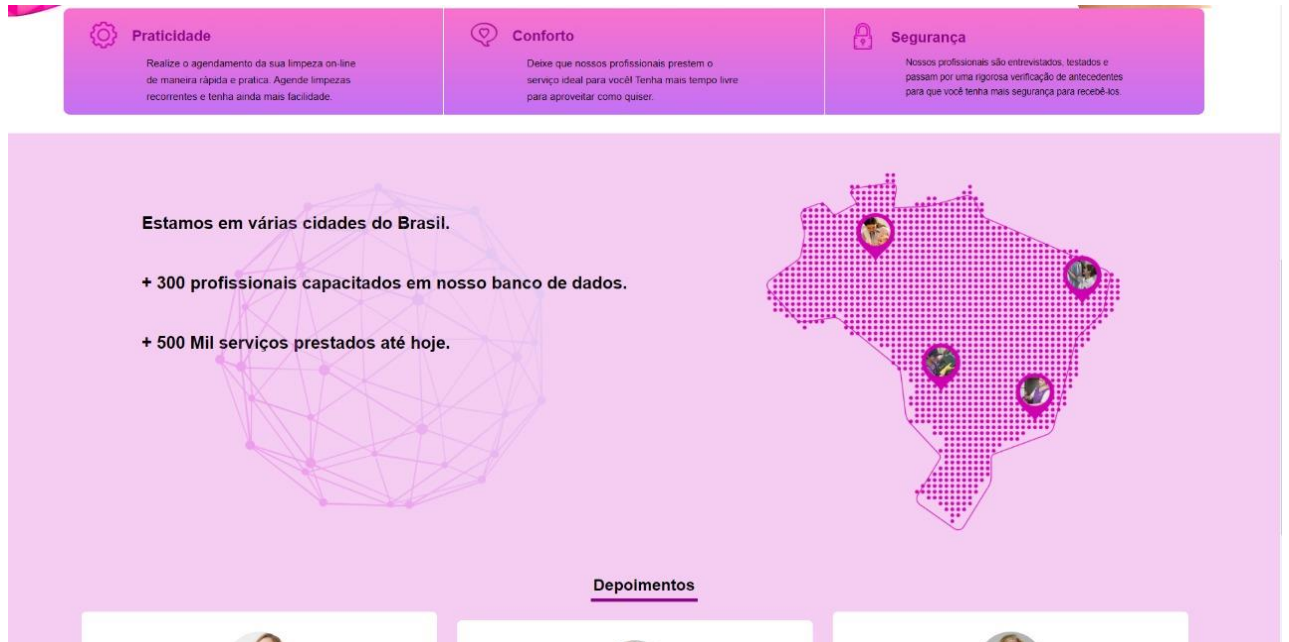 Praticidade
Realize o agendamento da sua limpeza on-line
de maneira rápida e pratica. Agende limpezas
recorrentes e tenha ainda mais facilidade.
Conforto
Deixe que nossos profissionais prestem o
serviço ideal para você! Tenha mais tempo livre
para aproveitar como quiser.
Segurança
Nossos profissionais são entrevistados, testados e
passam por uma rigorosa verificação de antecedentes
para que você tenha mais segurança para recebê-los.
Estamos em várias cidades do Brasil.
+ 300 profissionais capacitados em nosso banco de dados.
+ 500 Mil serviços prestados até hoje.
Depoimentos